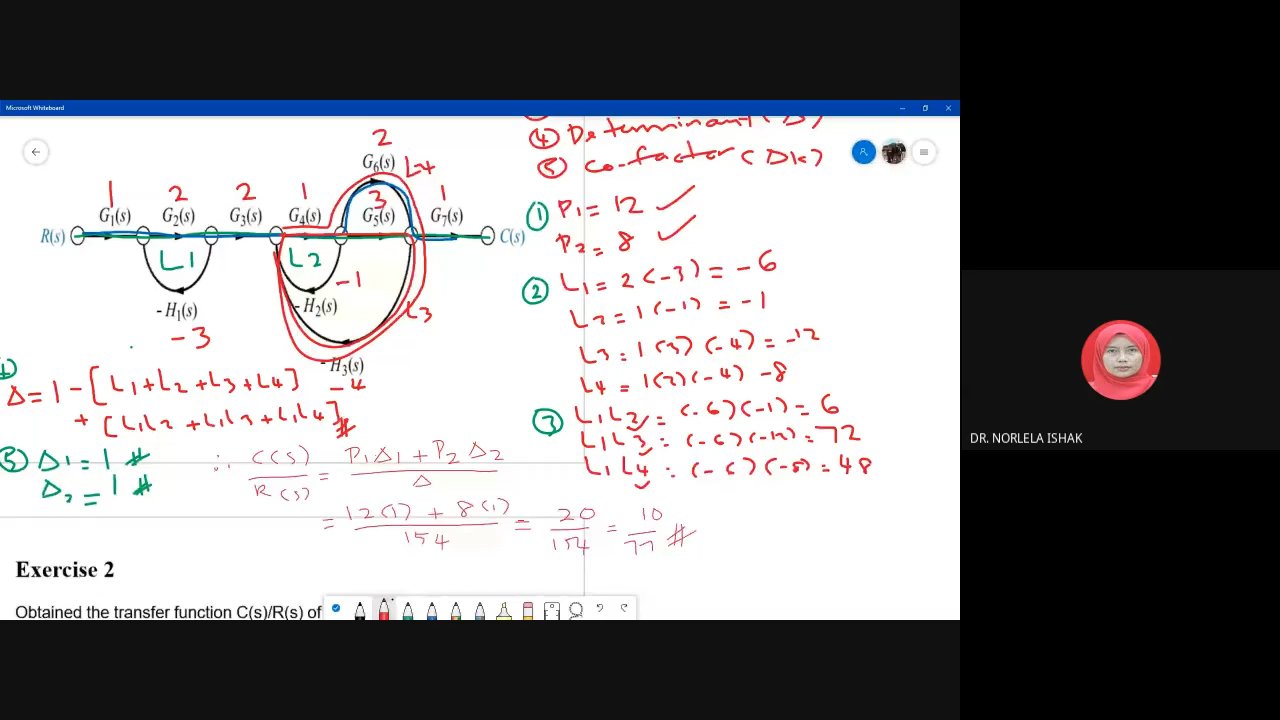 Microsoft Whiteboard
④ Determinant (Δ)
⑤ Co-factor (ΔK)
2
G₆(s)
L4
1 2 2 1 3 1
G₁(s) G₂(s) G₃(s) G₄(s) G₅(s) G₇(s)
R(s) C(s)
L1 L2
-1
- H₁(s) - H₂(s) L3
-3
- H₃(s)
-4
① P₁ = 12 ✓
P₂ = 8 ✓
② L₁ = 2(-3) = -6
L2 = 1(-1) = -1
L3 = 1(3)(-4) = -12
L4 = 1(2)(-4) -8
③ L1L2 = (-6)(-1) = 6
L1L3 = (-6)(-12) = 72
L1L4 = (-6)(-8) = 48
④ Δ = 1 - [L1+L2+L3+L4]
+ [L1L2 + L1L3 + L1L4] #
⑤ Δ1 = 1 #
Δ2 = 1 #
∴ C(s)/R(s) = P1Δ1 + P2Δ2 / Δ
= 12(1) + 8(1) / 154 = 20/154 = 10/77 #
Exercise 2
Obtained the transfer function C(s)/R(s) of
DR. NORLELA ISHAK